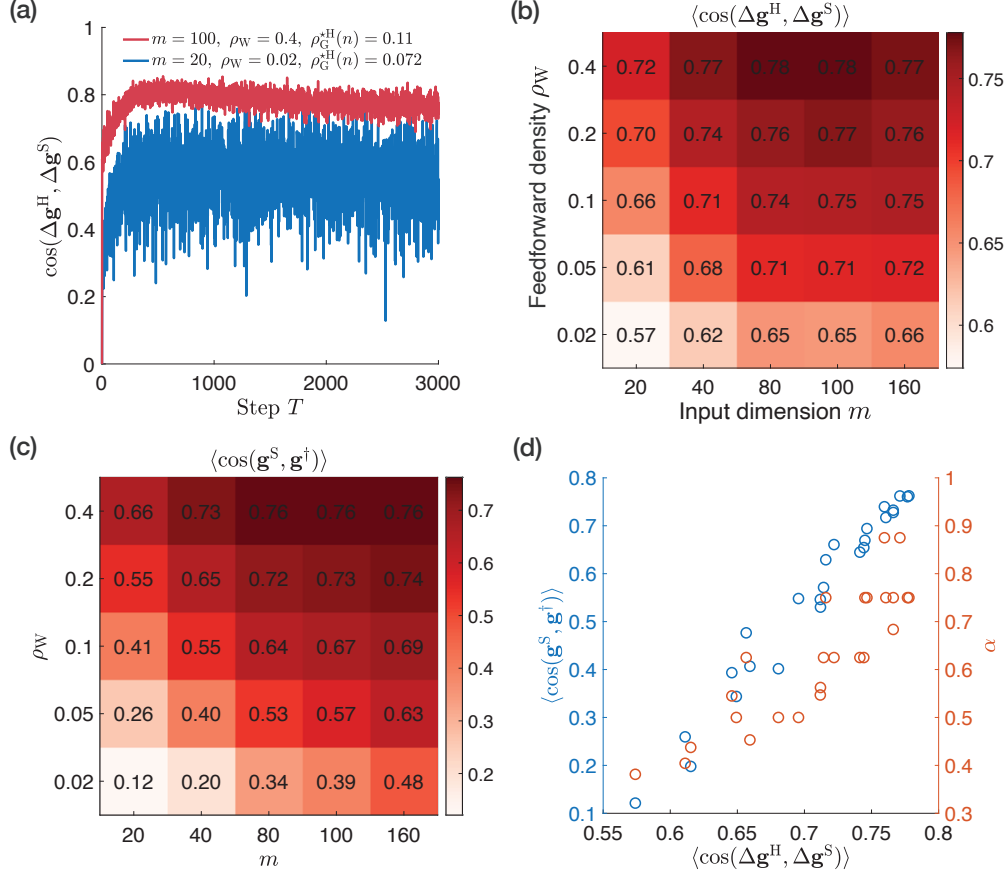 (a)
1
0.8
0.6
0.4
0.2
0
cos(Δg^H, Δg^S)
m = 100, ρ_W = 0.4, ρ_G^{⋆H}(n) = 0.11
m = 20, ρ_W = 0.02, ρ_G^{⋆H}(n) = 0.072
0 1000 2000 3000
Step T
(b)
⟨cos(Δg^H, Δg^S)⟩
Feedforward density ρ_W
0.4 0.72 0.77 0.78 0.78 0.77
0.2 0.70 0.74 0.76 0.77 0.76
0.1 0.66 0.71 0.74 0.75 0.75
0.05 0.61 0.68 0.71 0.71 0.72
0.02 0.57 0.62 0.65 0.65 0.66
20 40 80 100 160
Input dimension m
0.75
0.7
0.65
0.6
(c)
⟨cos(g^S, g^†)⟩
ρ_W
0.4 0.66 0.73 0.76 0.76 0.76
0.2 0.55 0.65 0.72 0.73 0.74
0.1 0.41 0.55 0.64 0.67 0.69
0.05 0.26 0.40 0.53 0.57 0.63
0.02 0.12 0.20 0.34 0.39 0.48
20 40 80 100 160
m
0.7
0.6
0.5
0.4
0.3
0.2
(d)
0.8
0.7
0.6
0.5
0.4
0.3
0.2
0.1
⟨cos(g^S, g^†)⟩
1
0.9
0.8
0.7
0.6
0.5
0.4
0.3
α
0.55 0.6 0.65 0.7 0.75 0.8
⟨cos(Δg^H, Δg^S)⟩